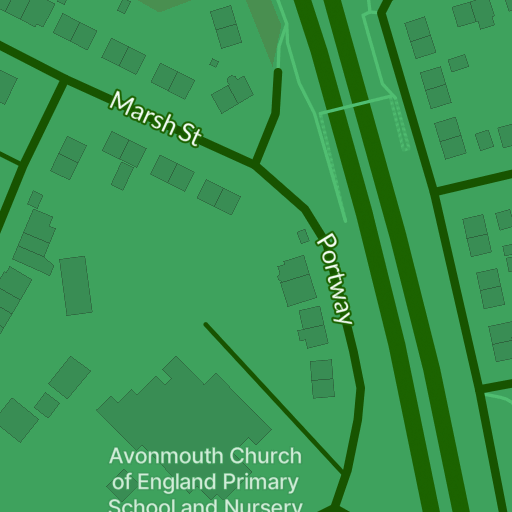 Marsh St
Portway
Avonmouth Church
of England Primary
School and Nursery